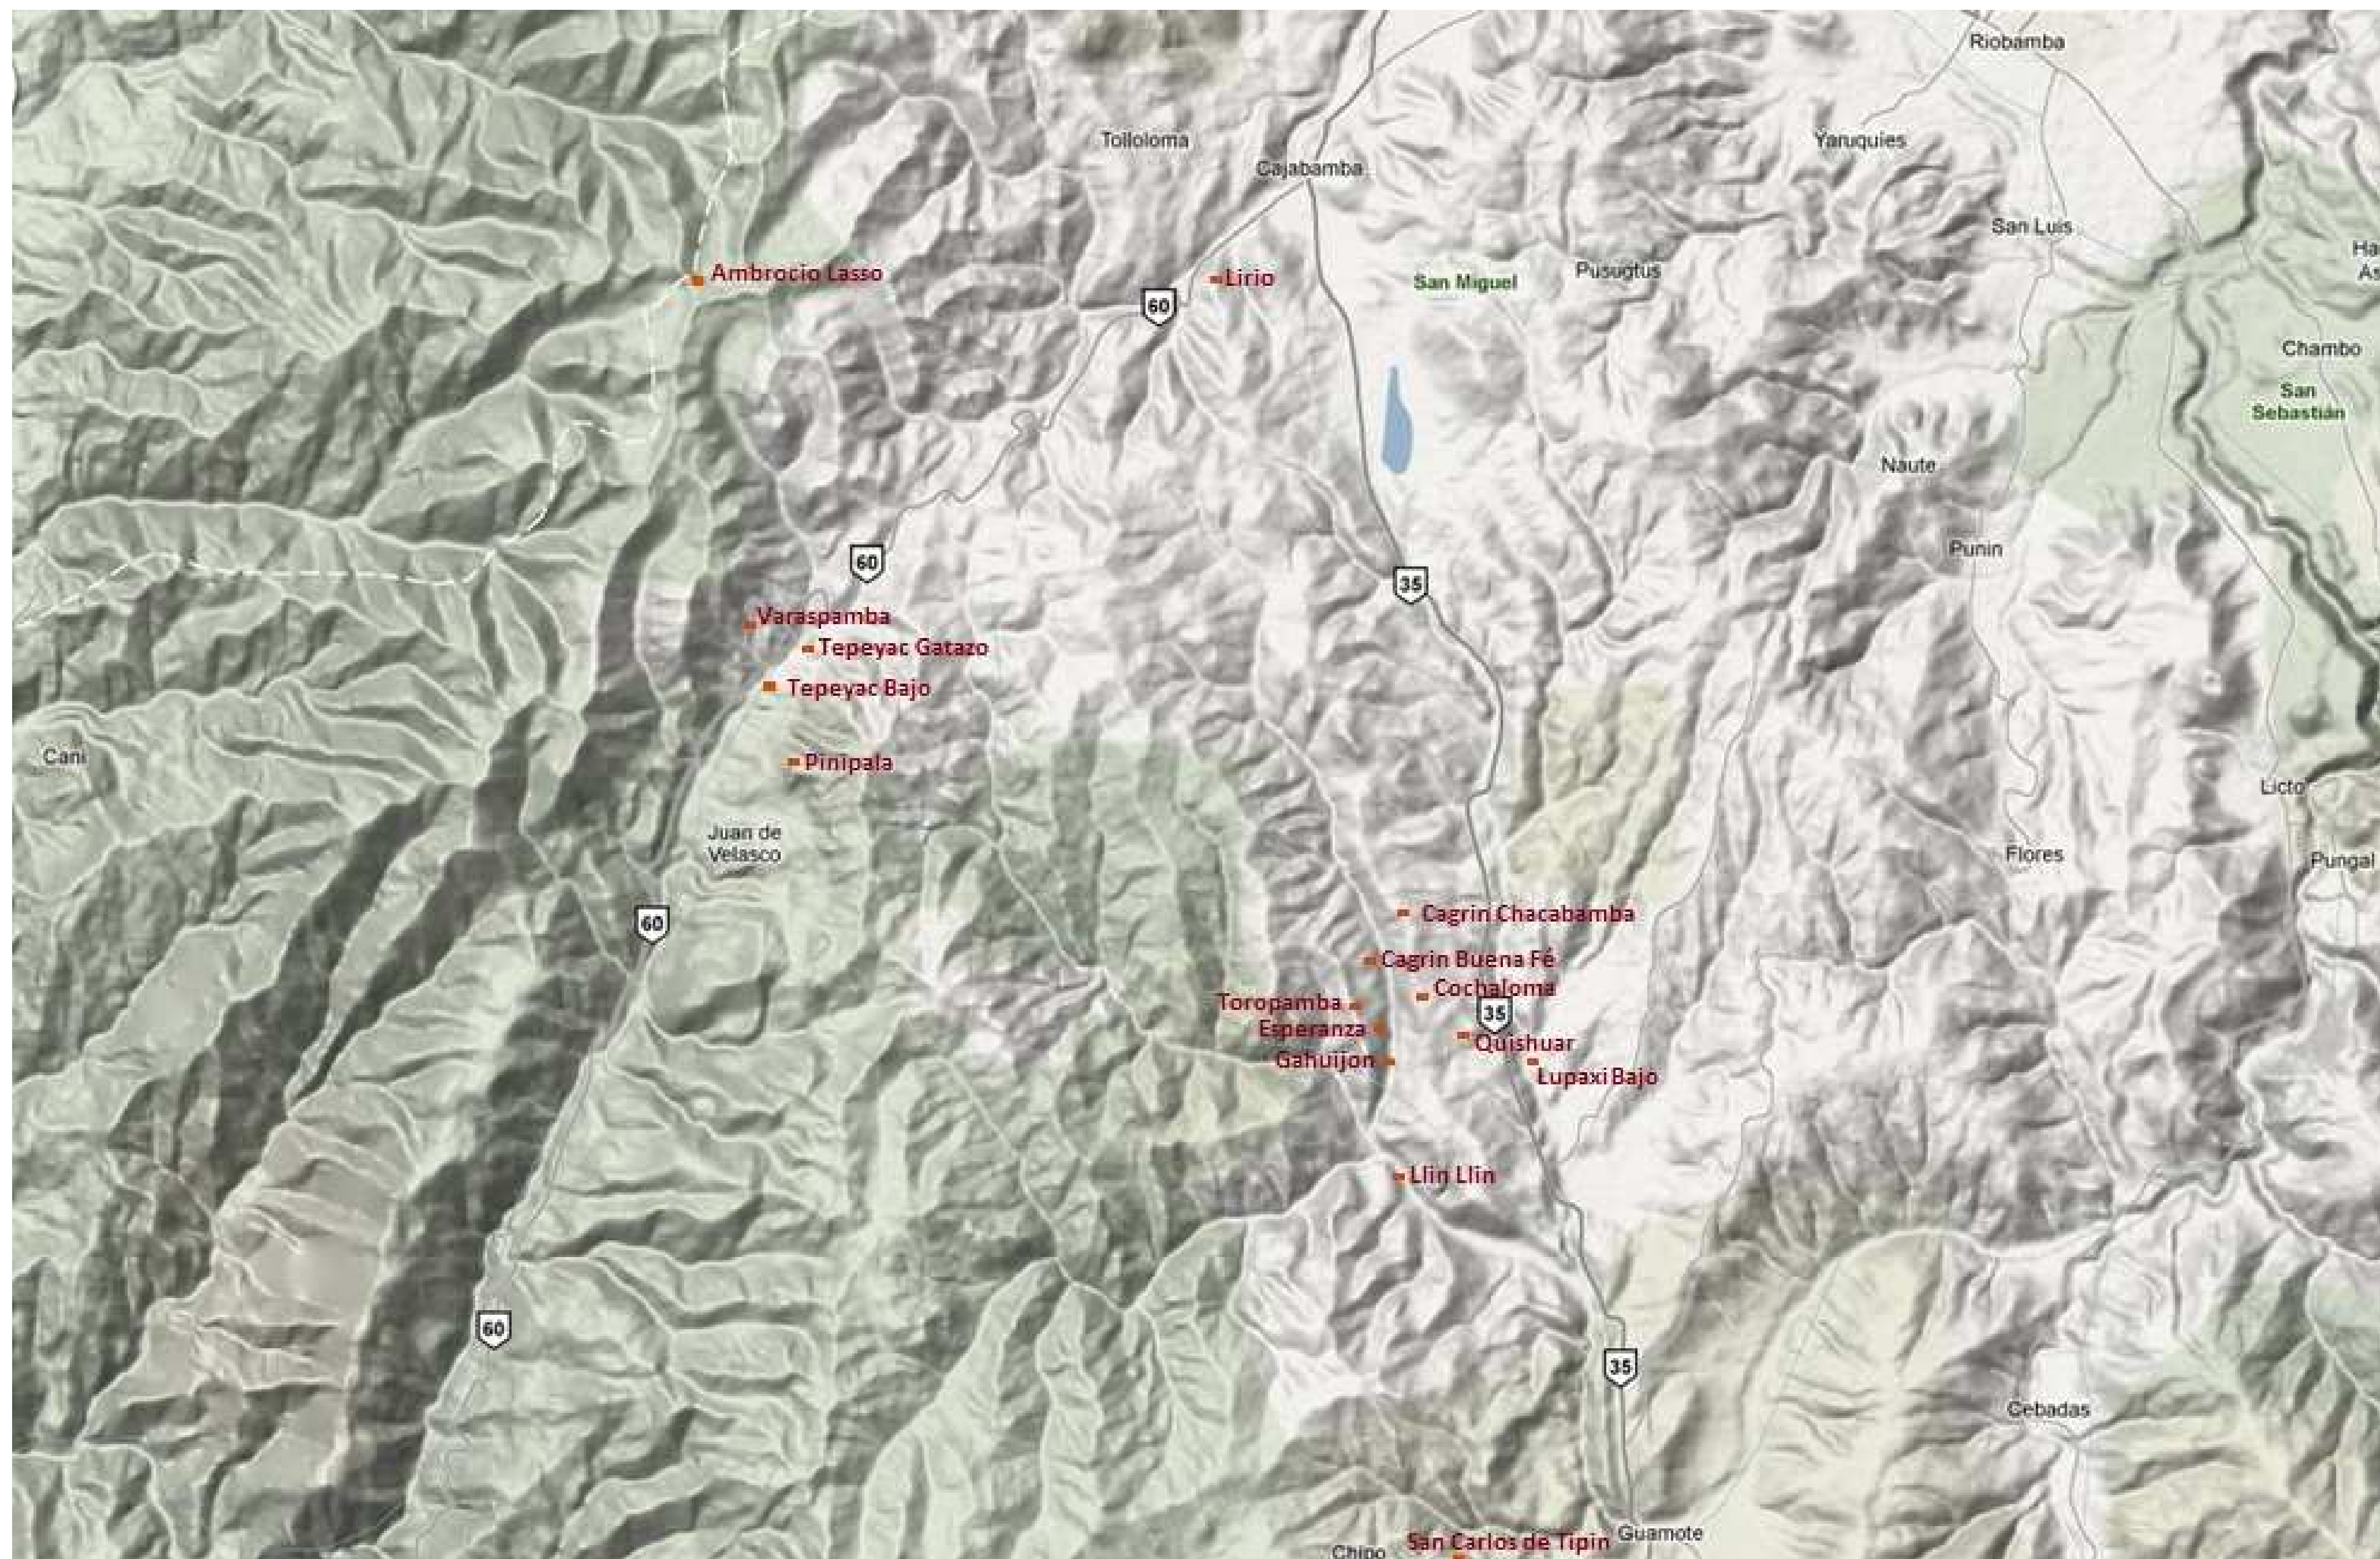 Riobamba
Tolloloma
Yaruquies
Cajabamba
San Luis
Ambrocio Lasso
Lirio
San Miguel
Pusugtus
60
Chambo
San
Sebastián
Naute
Punin
60
35
Varaspamba
Tepeyac Gatazo
Tepeyac Bajo
Cani
Pinipala
Licto
Juan de
Velasco
Flores
Pungal
60
Cagrin Chacabamba
Cagrin Buena Fé
Cochaloma
Toropamba
35
Esperanza
Quishuar
Gahuijon
Lupaxi Bajo
Llin Llin
60
35
Cebadas
Guamote
San Carlos de Tipin
Chipo